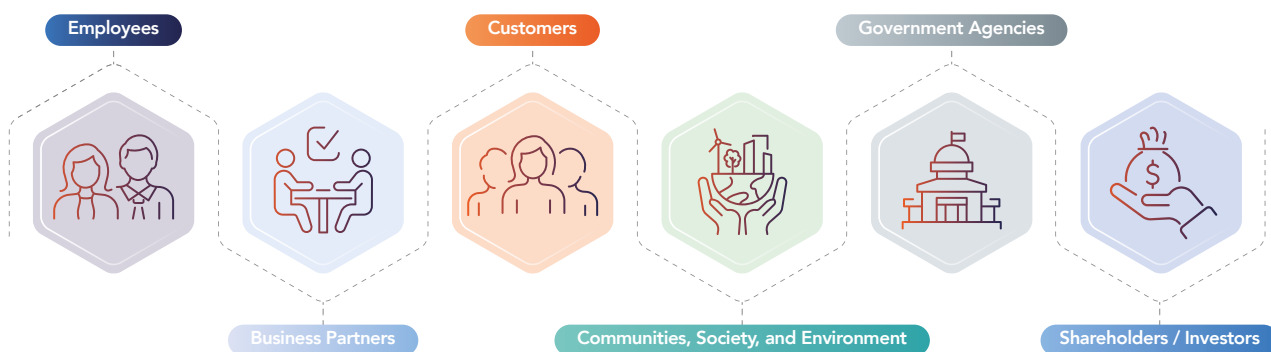 Employees
Customers
Government Agencies
$
Business Partners
Communities, Society, and Environment
Shareholders / Investors